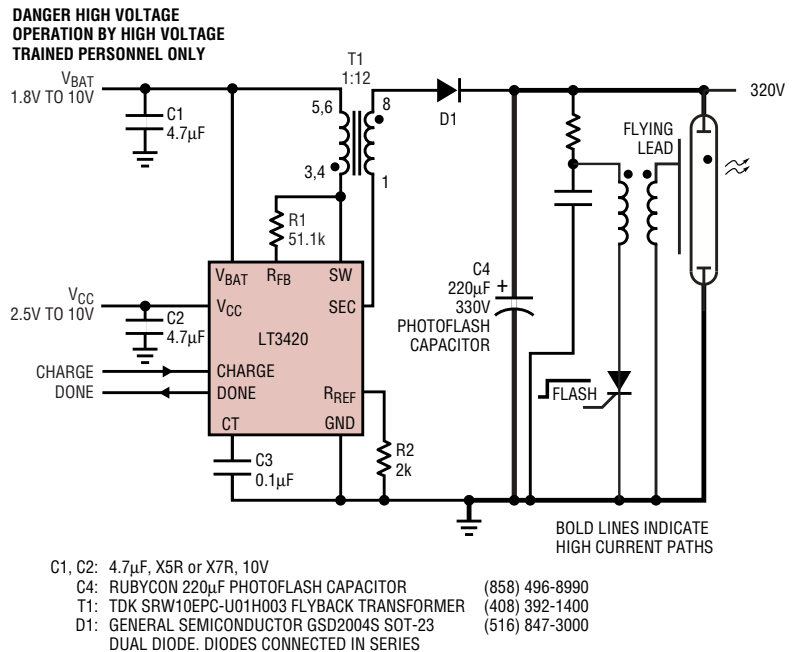 DANGER HIGH VOLTAGE
OPERATION BY HIGH VOLTAGE
TRAINED PERSONNEL ONLY
VBAT
1.8V TO 10V
C1
4.7µF
T1
1:12
5,6
8
3,4
1
D1
320V
FLYING
LEAD
R1
51.1k
VBAT
RFB
SW
VCC
SEC
LT3420
CHARGE
DONE
RREF
CT
GND
VCC
2.5V TO 10V
C2
4.7µF
CHARGE
DONE
C4
220µF
+
330V
PHOTOFLASH
CAPACITOR
FLASH
C3
0.1µF
R2
2k
BOLD LINES INDICATE
HIGH CURRENT PATHS
C1, C2: 4.7µF, X5R or X7R, 10V
C4: RUBYCON 220µF PHOTOFLASH CAPACITOR (858) 496-8990
T1: TDK SRW10EPC-U01H003 FLYBACK TRANSFORMER (408) 392-1400
D1: GENERAL SEMICONDUCTOR GSD2004S SOT-23 (516) 847-3000
DUAL DIODE. DIODES CONNECTED IN SERIES